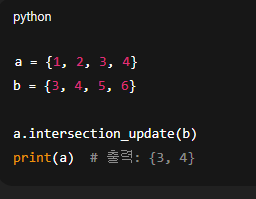 python
a = {1, 2, 3, 4}
b = {3, 4, 5, 6}
a.intersection_update(b)
print(a)  # 출력: {3, 4}